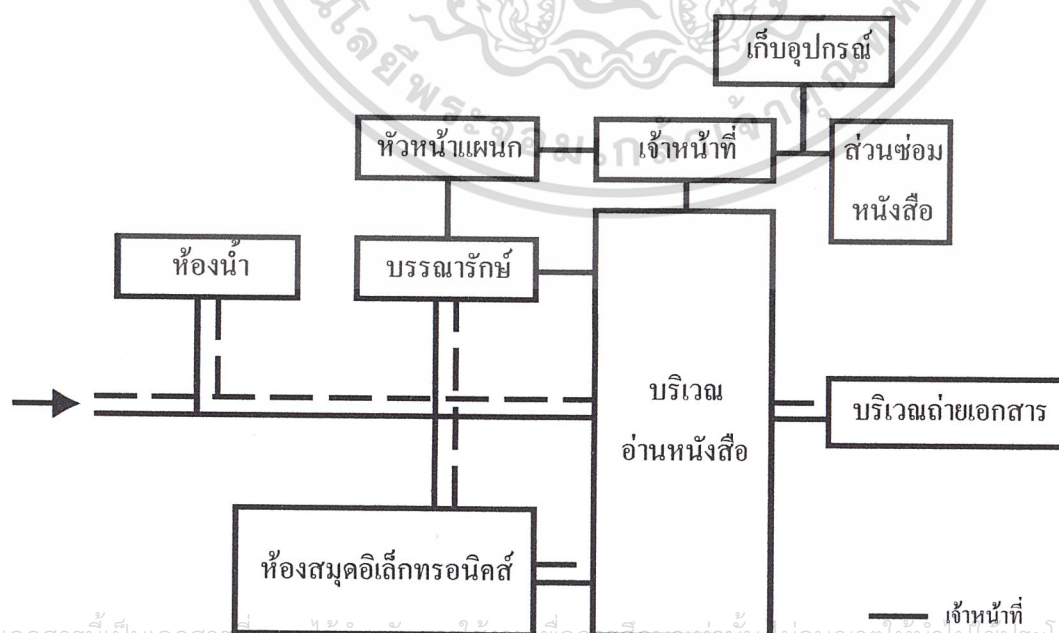 เก็บอุปกรณ์
หัวหน้าแผนก
เจ้าหน้าที่
ส่วนซ่อม
หนังสือ
ห้องน้ำ
บรรณารักษ์
บริเวณ
อ่านหนังสือ
บริเวณถ่ายเอกสาร
ห้องสมุดอิเล็กทรอนิคส์
เจ้าหน้าที่